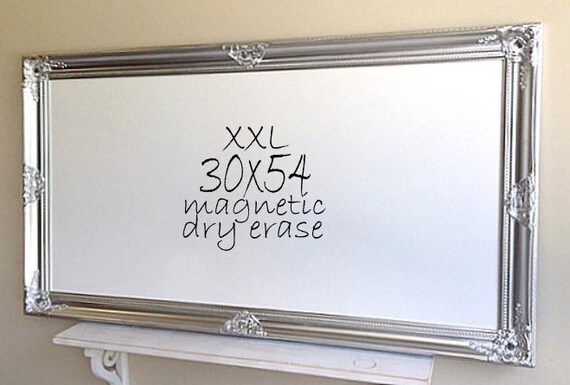 XXL
30X54
magnetic
dry erase